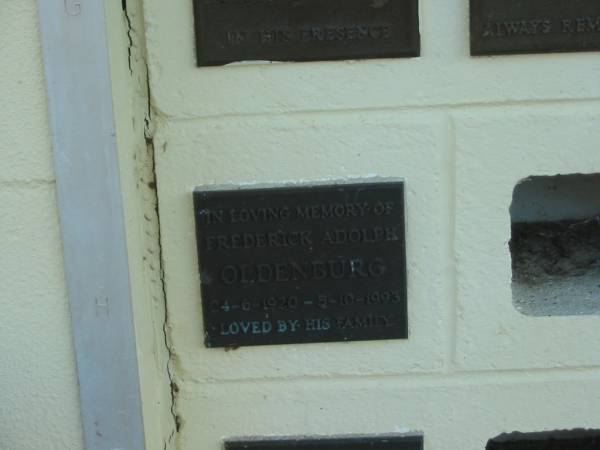 G
IN HIS PRESENCE
ALWAYS REM
IN LOVING MEMORY OF
FREDERICK ADOLPH
OLDENBURG
24-6-1920 - 5-10-1993
LOVED BY HIS FAMILY
H